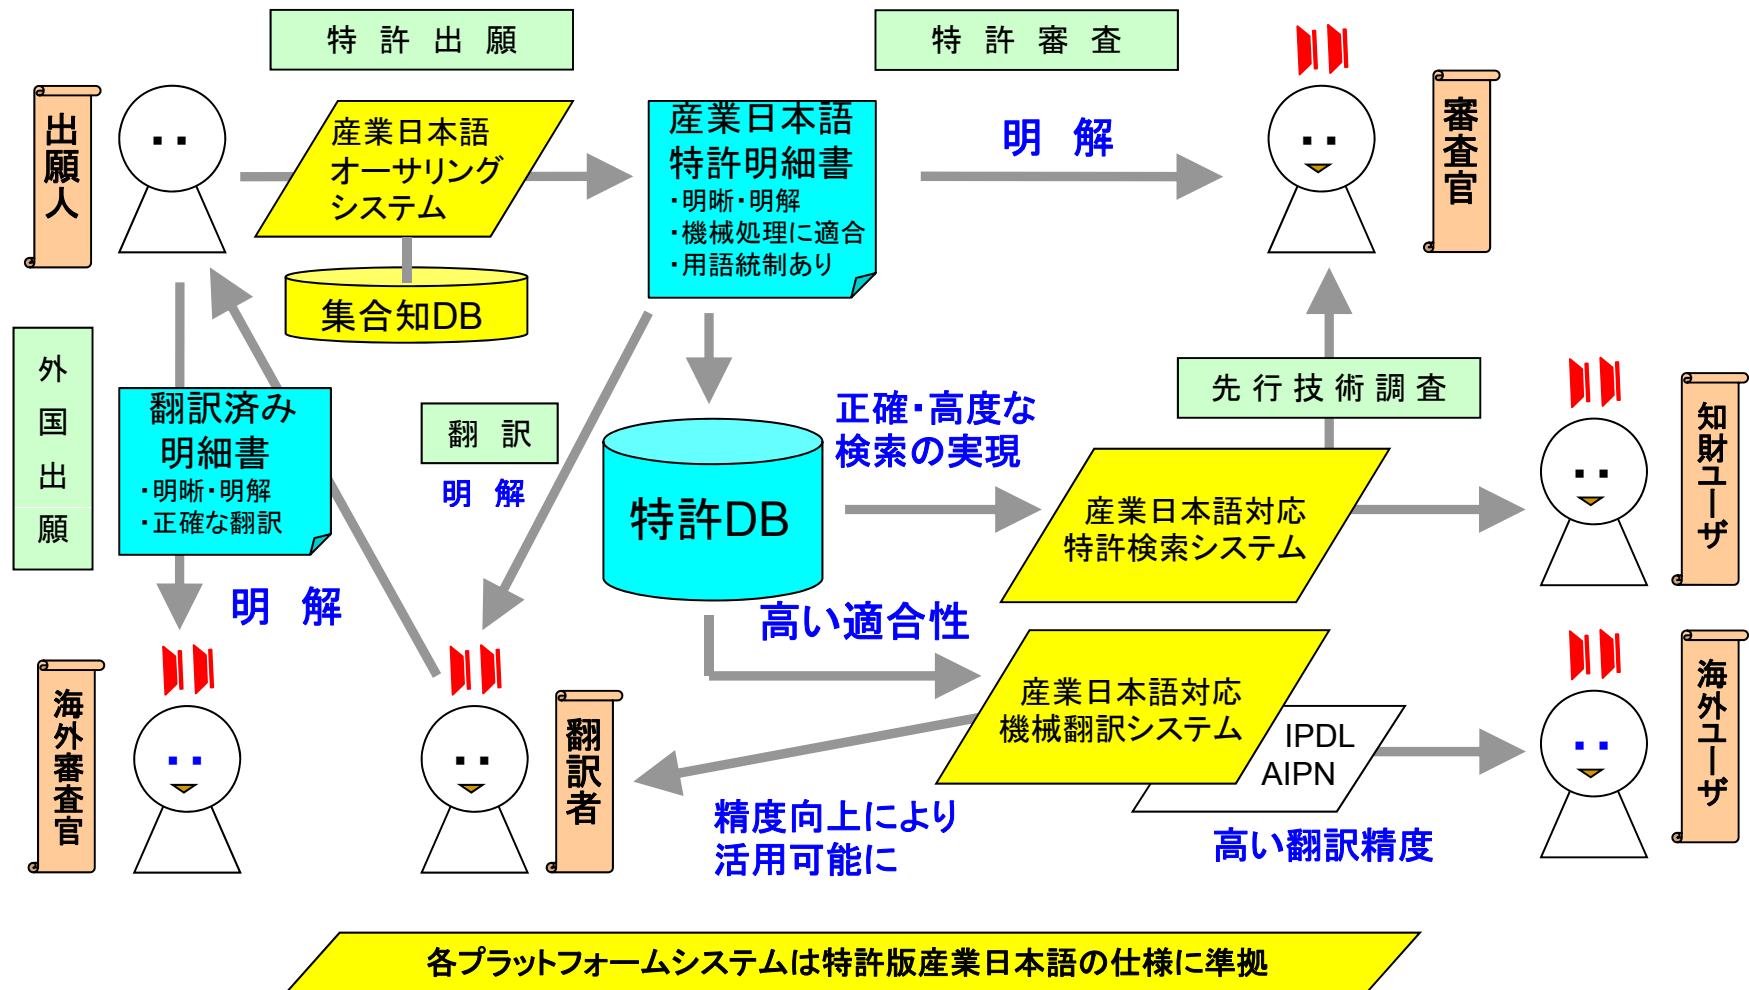 特 許 出 願
特 許 審 査
出願人
産業日本語
オーサリング
システム
集合知DB
産業日本語
特許明細書
・明晰・明解
・機械処理に適合
・用語統制あり
明 解
審査官
外国出願
翻訳済み
明細書
・明晰・明解
・正確な翻訳
翻 訳
明 解
特許DB
正確・高度な
検索の実現
先 行 技 術 調 査
産業日本語対応
特許検索システム
知財ユーザ
明 解
高い適合性
海外審査官
翻訳者
産業日本語対応
機械翻訳システム
IPDL
AIPN
海外ユーザ
精度向上により
活用可能に
高い翻訳精度
各プラットフォームシステムは特許版産業日本語の仕様に準拠